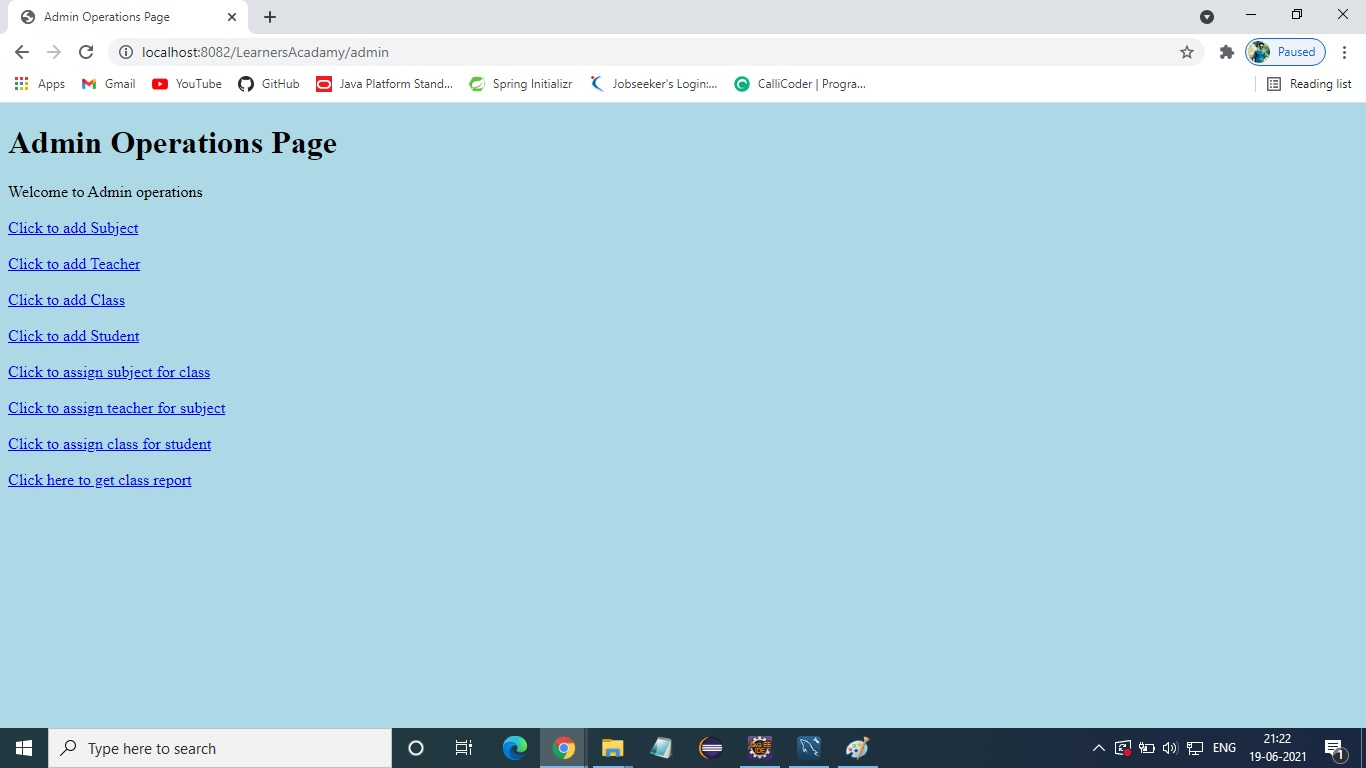 Admin Operations Page
localhost:8082/LearnersAcadamy/admin
Paused
Apps
Gmail
YouTube
GitHub
Java Platform Stand...
Spring Initializr
Jobseeker's Login:...
CalliCoder | Progra...
Reading list
Admin Operations Page
Welcome to Admin operations
Click to add Subject
Click to add Teacher
Click to add Class
Click to add Student
Click to assign subject for class
Click to assign teacher for subject
Click to assign class for student
Click here to get class report
Type here to search
ENG
21:22
19-06-2021
1